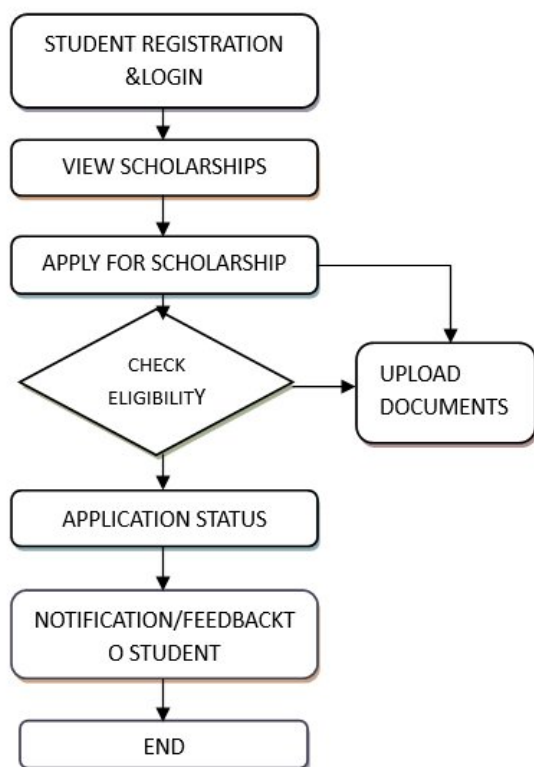 STUDENT REGISTRATION
&LOGIN
VIEW SCHOLARSHIPS
APPLY FOR SCHOLARSHIP
CHECK
ELIGIBILITY
UPLOAD
DOCUMENTS
APPLICATION STATUS
NOTIFICATION/FEEDBACKT
O STUDENT
END